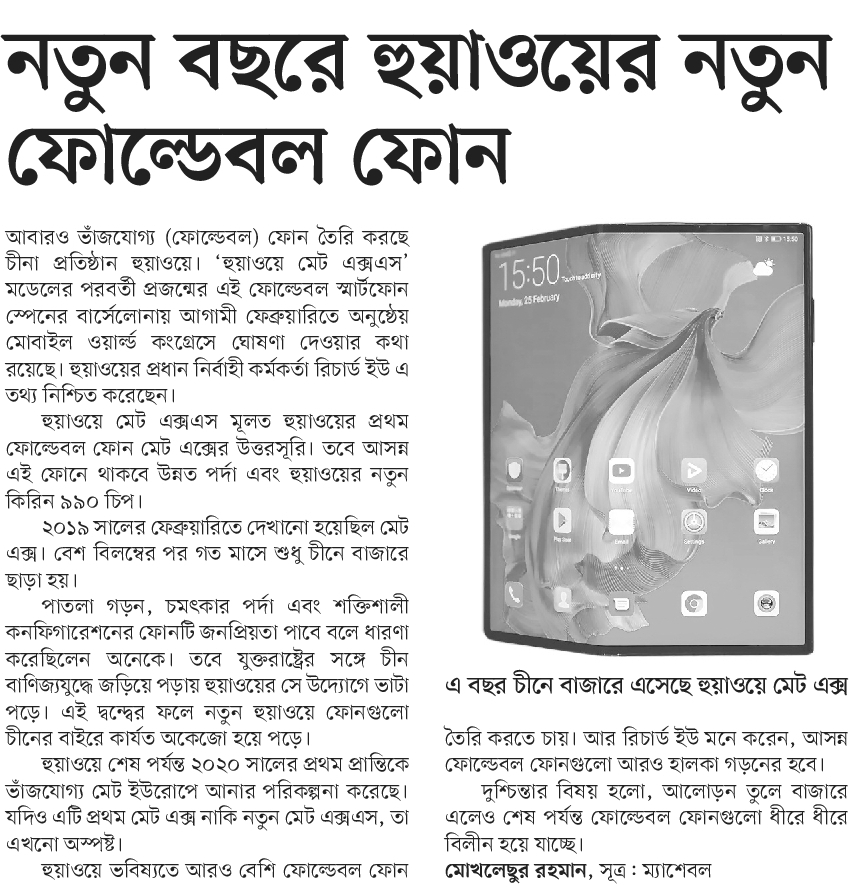 নতুন বছরে হুয়াওয়ের নতুন
ফোল্ডেবল ফোন
আবারও ভাঁজযোগ্য (ফোল্ডেবল) ফোন তৈরি করছে
চীনা প্রতিষ্ঠান হুয়াওয়ে। ‘হুয়াওয়ে মেট এক্সএস’
মডেলের পরবর্তী প্রজন্মের এই ফোল্ডেবল স্মার্টফোন
স্পেনের বার্সেলোনায় আগামী ফেব্রুয়ারিতে অনুষ্ঠেয়
মোবাইল ওয়ার্ল্ড কংগ্রেসে ঘোষণা দেওয়ার কথা
রয়েছে। হুয়াওয়ের প্রধান নির্বাহী কর্মকর্তা রিচার্ড ইউ এ
তথ্য নিশ্চিত করেছেন।
হুয়াওয়ে মেট এক্সএস মূলত হুয়াওয়ের প্রথম
ফোল্ডেবল ফোন মেট এক্সের উত্তরসূরি। তবে আসন্ন
এই ফোনে থাকবে উন্নত পর্দা এবং হুয়াওয়ের নতুন
কিরিন ৯৯০ চিপ।
২০১৯ সালের ফেব্রুয়ারিতে দেখানো হয়েছিল মেট
এক্স। বেশ বিলম্বের পর গত মাসে শুধু চীনে বাজারে
ছাড়া হয়।
পাতলা গড়ন, চমৎকার পর্দা এবং শক্তিশালী
কনফিগারেশনের ফোনটি জনপ্রিয়তা পাবে বলে ধারণা
করেছিলেন অনেকে। তবে যুক্তরাষ্ট্রের সঙ্গে চীন
বাণিজ্যযুদ্ধে জড়িয়ে পড়ায় হুয়াওয়ের সে উদ্যোগে ভাটা
পড়ে। এই দ্বন্দ্বের ফলে নতুন হুয়াওয়ে ফোনগুলো
চীনের বাইরে কার্যত অকেজো হয়ে পড়ে।
হুয়াওয়ে শেষ পর্যন্ত ২০২০ সালের প্রথম প্রান্তিকে
ভাঁজযোগ্য মেট ইউরোপে আনার পরিকল্পনা করেছে।
যদিও এটি প্রথম মেট এক্স নাকি নতুন মেট এক্সএস, তা
এখনো অস্পষ্ট।
হুয়াওয়ে ভবিষ্যতে আরও বেশি ফোল্ডেবল ফোন
15:50
Monday, 25 February
Video
Clock
Settings
Gallery
এ বছর চীনে বাজারে এসেছে হুয়াওয়ে মেট এক্স
তৈরি করতে চায়। আর রিচার্ড ইউ মনে করেন, আসন্ন
ফোল্ডেবল ফোনগুলো আরও হালকা গড়নের হবে।
দুশ্চিন্তার বিষয় হলো, আলোড়ন তুলে বাজারে
এলেও শেষ পর্যন্ত ফোল্ডেবল ফোনগুলো ধীরে ধীরে
বিলীন হয়ে যাচ্ছে।
মোখলেছুর রহমান, সূত্র : ম্যাশেবল